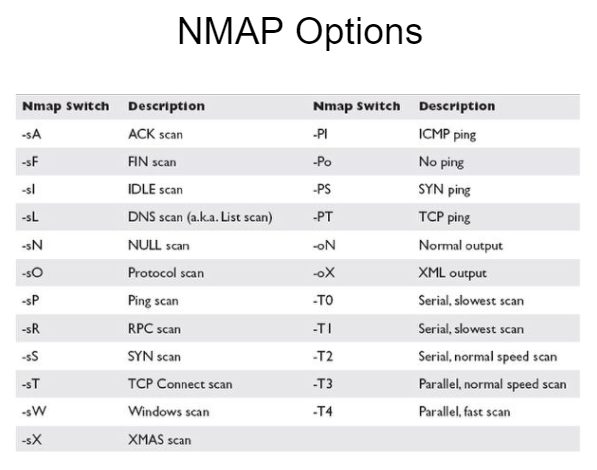 NMAP Options
Nmap Switch Description Nmap Switch Description
-sA ACK scan -PI ICMP ping
-sF FIN scan -Po No ping
-sI IDLE scan -PS SYN ping
-sL DNS scan (a.k.a. List scan) -PT TCP ping
-sN NULL scan -oN Normal output
-sO Protocol scan -oX XML output
-sP Ping scan -T0 Serial, slowest scan
-sR RPC scan -T1 Serial, slowest scan
-sS SYN scan -T2 Serial, normal speed scan
-sT TCP Connect scan -T3 Parallel, normal speed scan
-sW Windows scan -T4 Parallel, fast scan
-sX XMAS scan